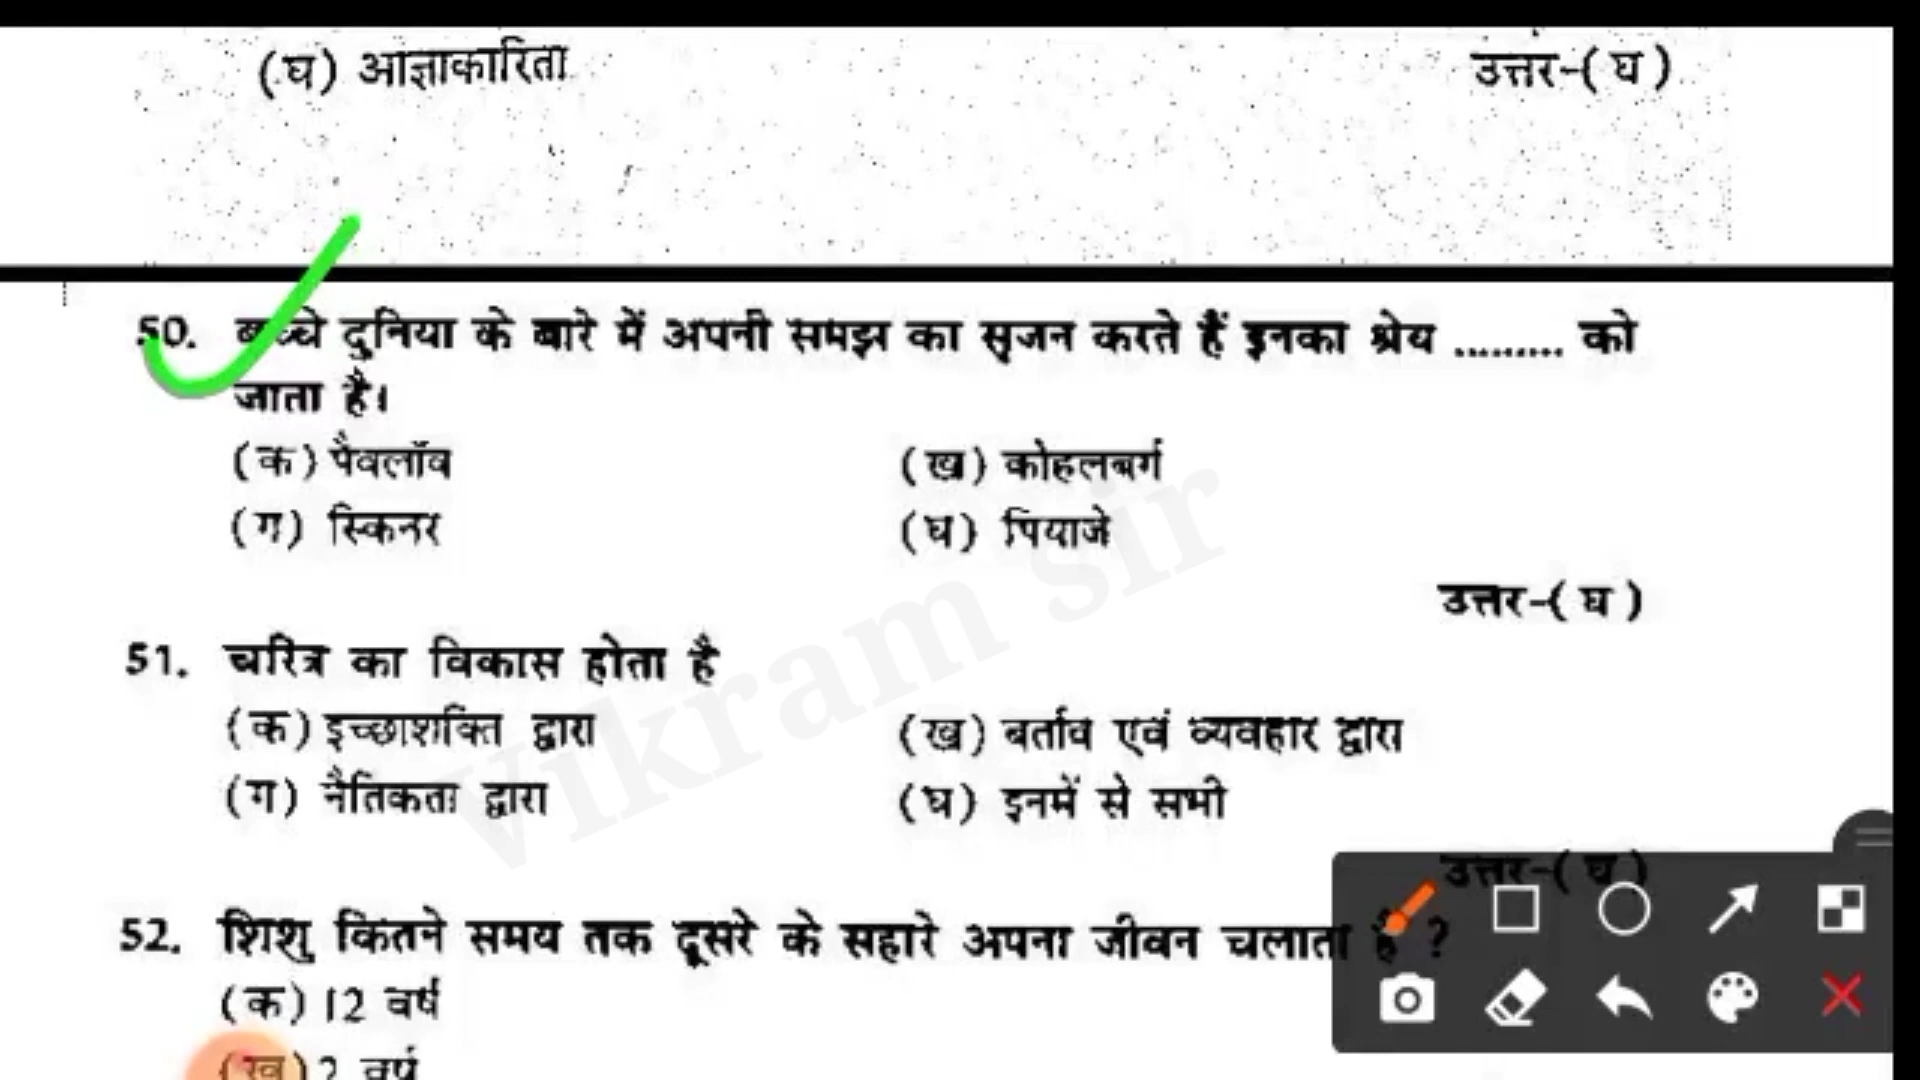 (घ) आज्ञाकारिता उत्तर-(घ)
50. बच्चे दुनिया के बारे में अपनी समझ का सृजन करते हैं इनका श्रेय ......... को
जाता है।
(क) पैवलॉव (ख) कोहलबर्ग
(ग) स्किनर (घ) पियाजे
उत्तर-(घ)
51. चरित्र का विकास होता है
(क) इच्छाशक्ति द्वारा (ख) बर्ताव एवं व्यवहार द्वारा
(ग) नैतिकता द्वारा (घ) इनमें से सभी
उत्तर-(घ)
52. शिशु कितने समय तक दूसरे के सहारे अपना जीवन चलाता है ?
(क) 12 वर्ष
(ख) 2 वर्ष
Vikram sir